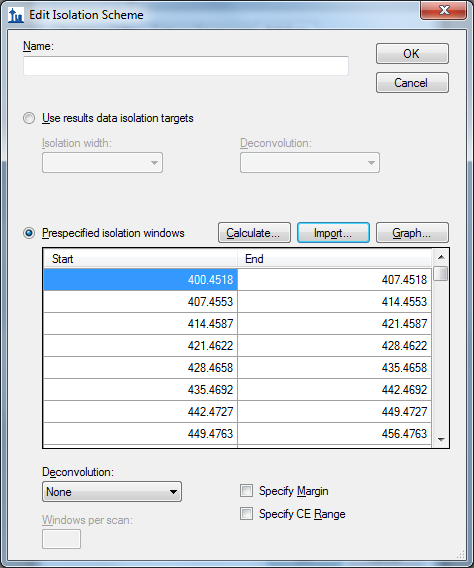 Edit Isolation Scheme
Name:
OK
Cancel
Use results data isolation targets
Isolation width:
Deconvolution:
Prespecified isolation windows
Calculate...
Import...
Graph...
Start End
400.4518 407.4518
407.4553 414.4553
414.4587 421.4587
421.4622 428.4622
428.4658 435.4658
435.4692 442.4692
442.4727 449.4727
449.4763 456.4763
Deconvolution:
None
Specify Margin
Specify CE Range
Windows per scan: